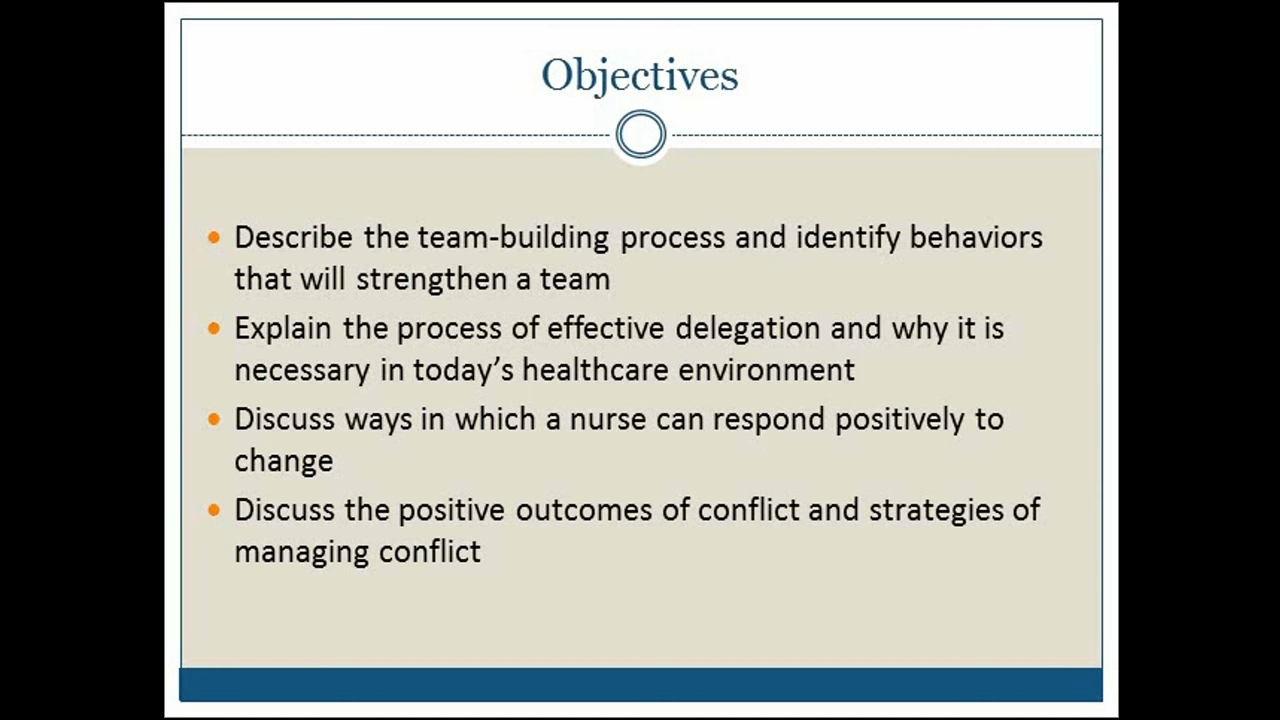 Objectives
• Describe the team-building process and identify behaviors
that will strengthen a team
• Explain the process of effective delegation and why it is
necessary in today’s healthcare environment
• Discuss ways in which a nurse can respond positively to
change
• Discuss the positive outcomes of conflict and strategies of
managing conflict